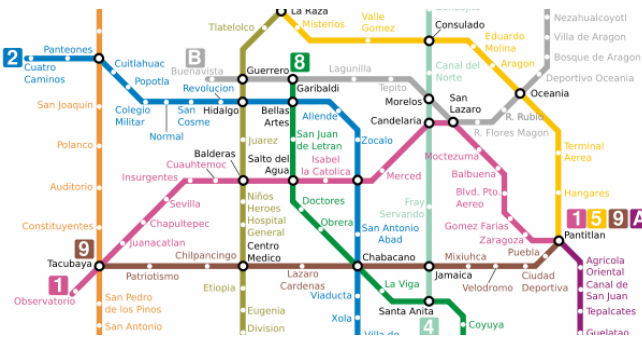 La Raza
Tlatelolco
Misterios
Valle
Gomez
Consulado
Eduardo
Molina
Aragon
Nezahualcoyotl
Villa de Aragon
Bosque de Aragon
Deportivo Oceania
Oceania
R. Rubio
R. Flores Magon
2
Panteones
Cuatro
Caminos
Cuitlahuac
Popotla
Colegio
Militar
Normal
San
Cosme
Revolucion
Hidalgo
B
Buenavista
Guerrero
8
Garibaldi
Lagunilla
Tepito
Bellas
Artes
Allende
Zocalo
Canal del
Norte
Morelos
San
Lazaro
Candelaria
San Joaquin
Polanco
Auditorio
Constituyentes
Juarez
San Juan
de Letran
Balderas
Salto del
Agua
Isabel
la Catolica
Merced
Cuauhtemoc
Insurgentes
Sevilla
Chapultepec
Juanacatlan
Moctezuma
Balbuena
Blvd. Pto.
Aereo
Gomez Farias
Zaragoza
Terminal
Aerea
Hangares
1
5
9
A
Pantitlan
Niños
Heroes
Hospital
General
Centro
Medico
Doctores
Obrera
San Antonio
Abad
Chabacano
Fray
Servando
Mixiuhca
Jamaica
Velodromo
Ciudad
Deportiva
Puebla
9
Tacubaya
Patriotismo
Chilpancingo
Lazaro
Cardenas
1
Observatorio
San Pedro
de los Pinos
San Antonio
Etiopia
Eugenia
Division
Viaducta
Xola
La Viga
Santa Anita
4
Coyuya
Agricola
Oriental
Canal de
San Juan
Tepalcates
Guelatao